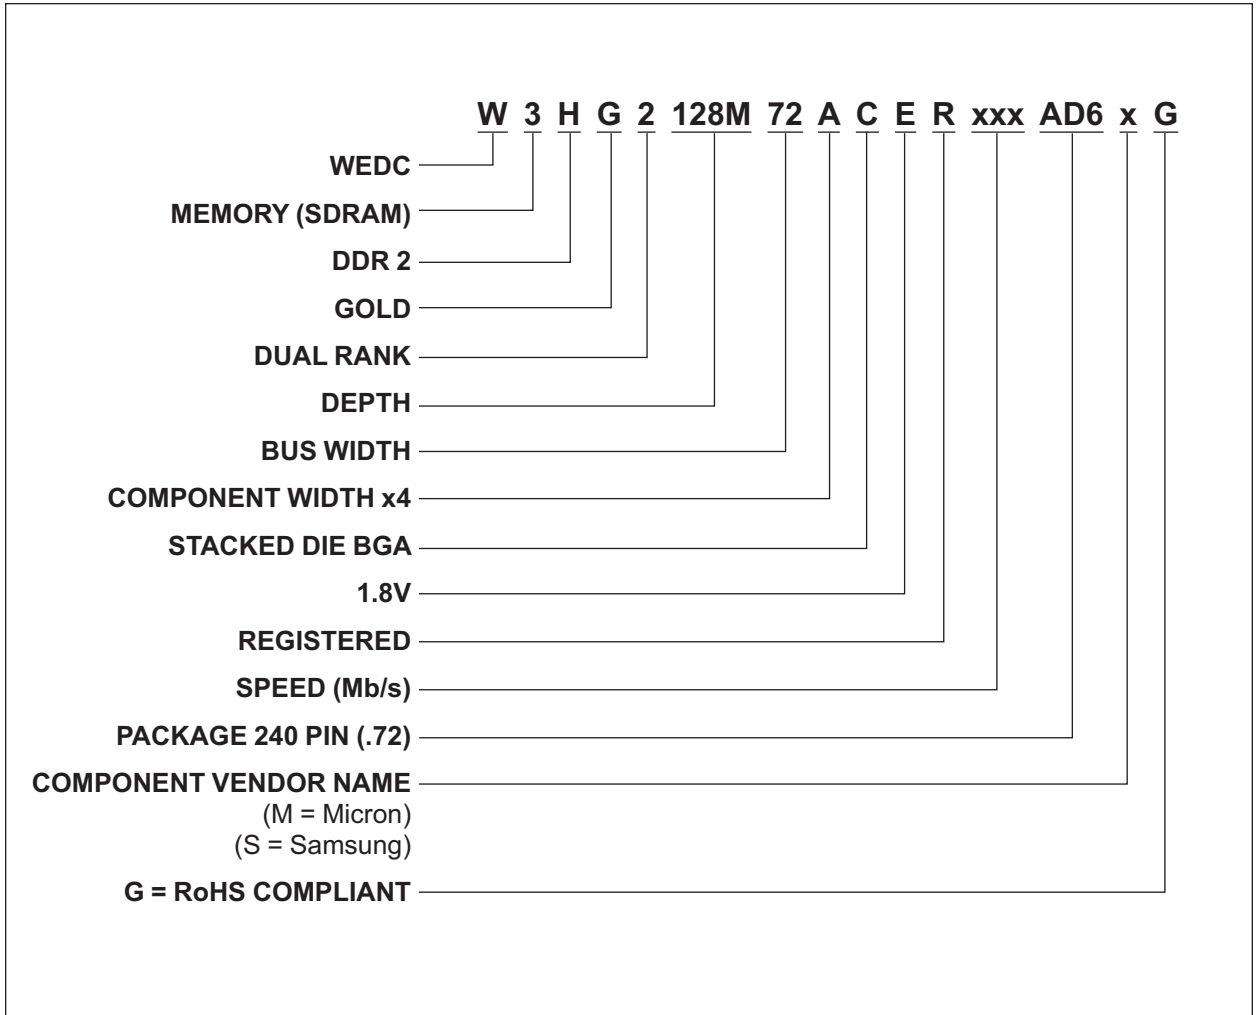 W 3 H G 2 128M 72 A C E R xxx AD6 x G
WEDC
MEMORY (SDRAM)
DDR 2
GOLD
DUAL RANK
DEPTH
BUS WIDTH
COMPONENT WIDTH x4
STACKED DIE BGA
1.8V
REGISTERED
SPEED (Mb/s)
PACKAGE 240 PIN (.72)
COMPONENT VENDOR NAME
(M = Micron)
(S = Samsung)
G = RoHS COMPLIANT